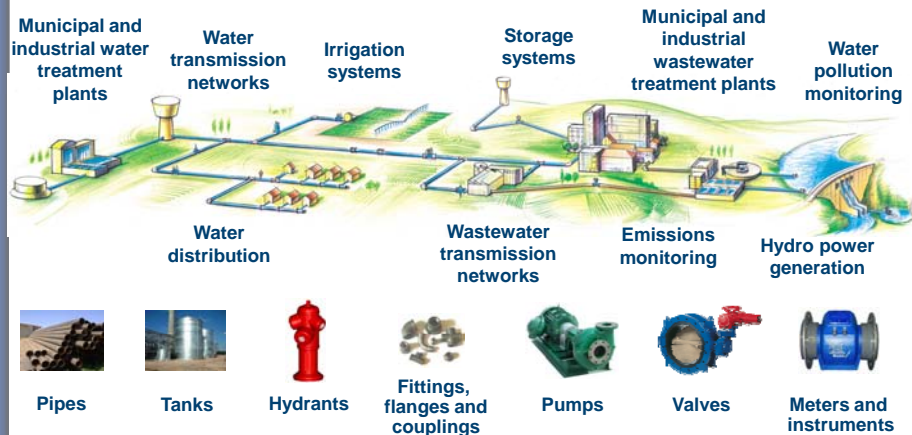 Municipal and
industrial water
treatment
plants
Water
transmission
networks
Irrigation
systems
Storage
systems
Municipal and
industrial
wastewater
treatment plants
Water
pollution
monitoring
Water
distribution
Wastewater
transmission
networks
Emissions
monitoring
Hydro power
generation
Pipes
Tanks
Hydrants
Fittings,
flanges and
couplings
Pumps
Valves
Meters and
instruments